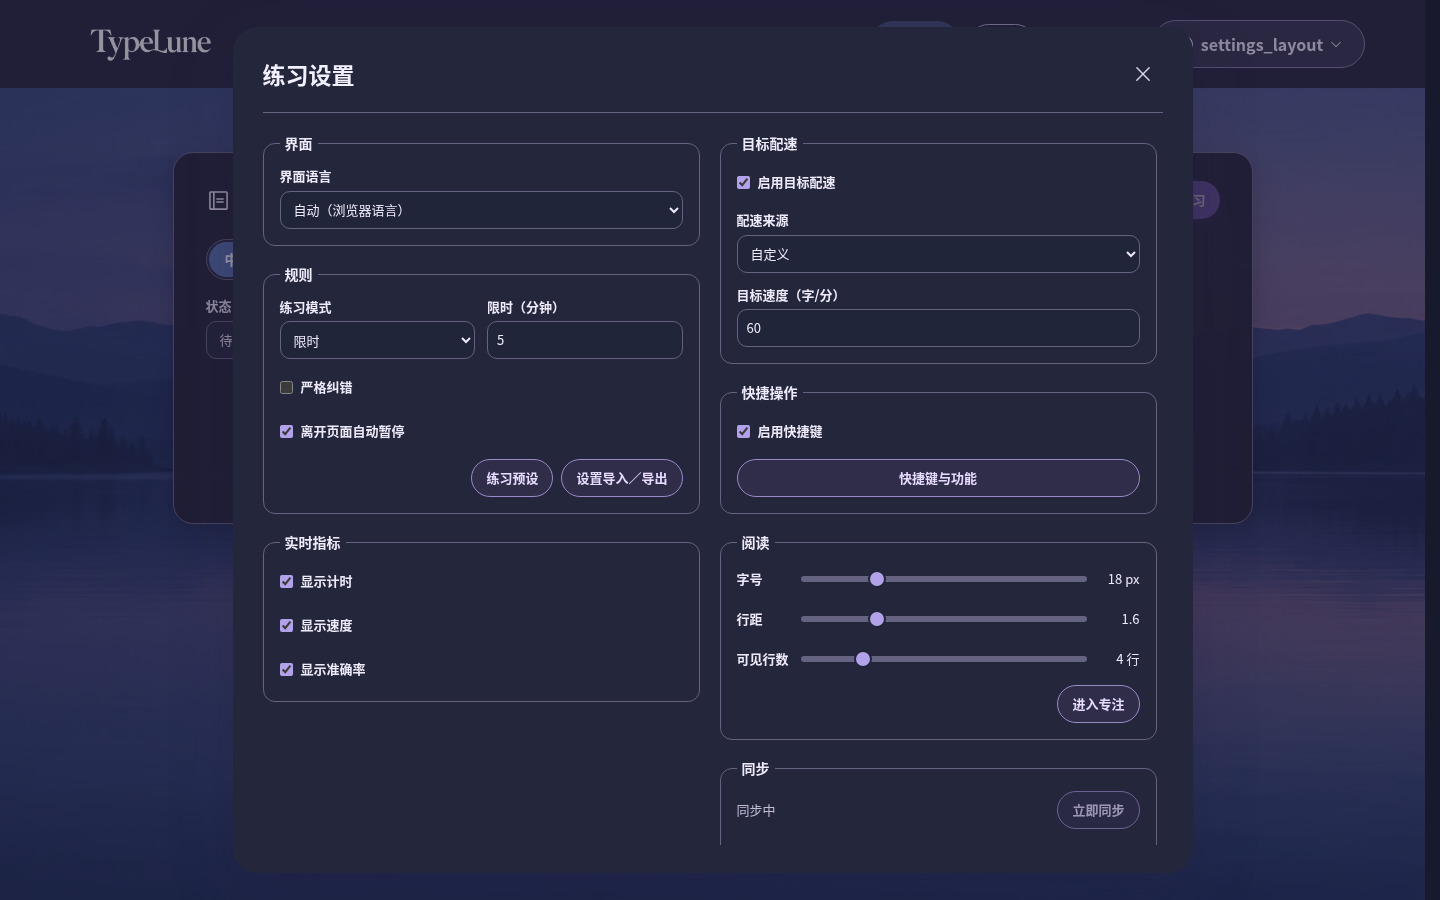 TypeLune
settings_layout
练习设置
界面
界面语言
自动（浏览器语言）
规则
练习模式
限时（分钟）
限时
5
严格纠错
离开页面自动暂停
练习预设
设置导入／导出
实时指标
显示计时
显示速度
显示准确率
目标配速
启用目标配速
配速来源
自定义
目标速度（字/分）
60
快捷操作
启用快捷键
快捷键与功能
阅读
字号
18 px
行距
1.6
可见行数
4 行
进入专注
同步
同步中
立即同步
状态
待
习